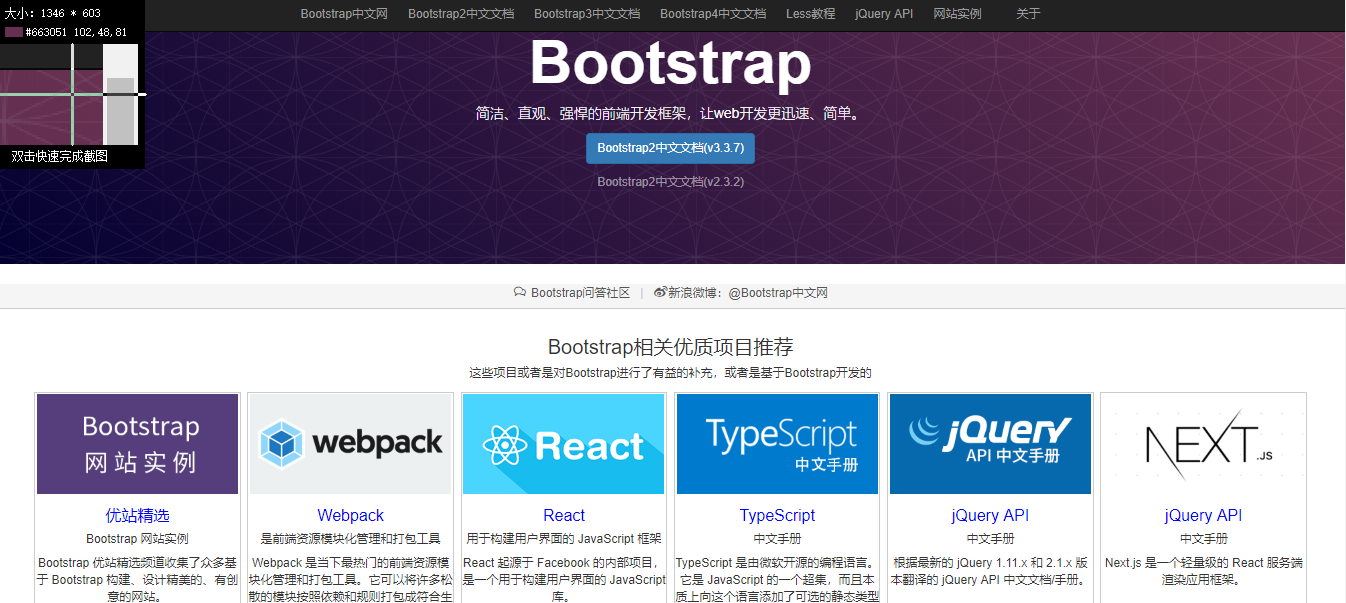 大小：1346 * 603
#663051 102,48,81
双击快速完成截图
Bootstrap中文网 Bootstrap2中文文档 Bootstrap3中文文档 Bootstrap4中文文档 Less教程 jQuery API 网站实例 关于
Bootstrap
简洁、直观、强悍的前端开发框架，让web开发更迅速、简单。
Bootstrap2中文文档(v3.3.7)
Bootstrap2中文文档(v2.3.2)
Bootstrap问答社区 | 新浪微博：@Bootstrap中文网
Bootstrap相关优质项目推荐
这些项目或者是对Bootstrap进行了有益的补充，或者是基于Bootstrap开发的
Bootstrap
网站实例
优站精选
Bootstrap 网站实例
Bootstrap 优站精选频道收集了众多基
于 Bootstrap 构建、设计精美的、有创
意的网站。
webpack
Webpack
是前端资源模块化管理和打包工具
Webpack 是当下最热门的前端资源模
块化管理和打包工具。它可以将许多松
散的模块按照依赖和规则打包成符合生
React
React
用于构建用户界面的 JavaScript 框架
React 起源于 Facebook 的内部项目，
是一个用于构建用户界面的 JavaScript
库。
TypeScript
中文手册
TypeScript
中文手册
TypeScript 是由微软开源的编程语言。
它是 JavaScript 的一个超集，而且本
质上向这个语言添加了可选的静态类型
jQuery
API 中文手册
jQuery API
中文手册
根据最新的 jQuery 1.11.x 和 2.1.x 版
本翻译的 jQuery API 中文文档/手册。
NEXT.JS
jQuery API
中文手册
Next.js 是一个轻量级的 React 服务端
渲染应用框架。